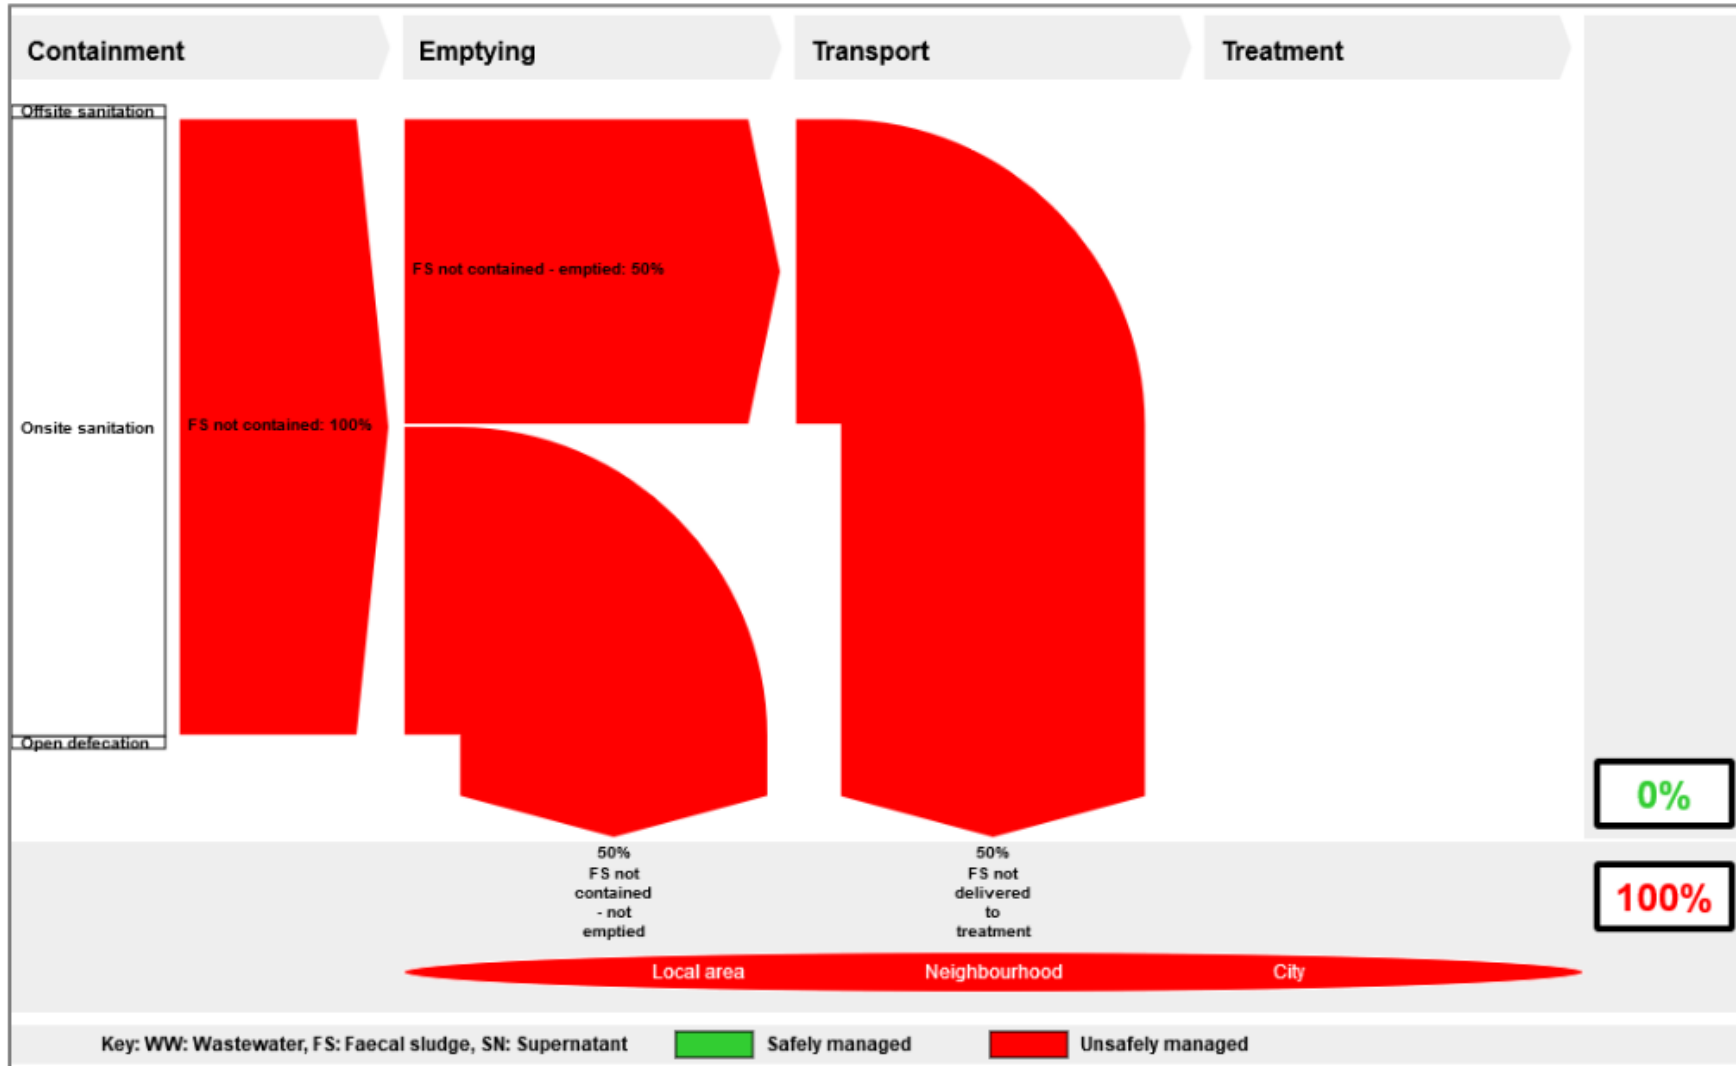 Containment
Emptying
Transport
Treatment
Offsite sanitation
Onsite sanitation
Open defecation
FS not contained: 100%
FS not contained - emptied: 50%
50%
FS not
contained
- not
emptied
50%
FS not
delivered
to
treatment
0%
100%
Local area
Neighbourhood
City
Key: WW: Wastewater, FS: Faecal sludge, SN: Supernatant
Safely managed
Unsafely managed